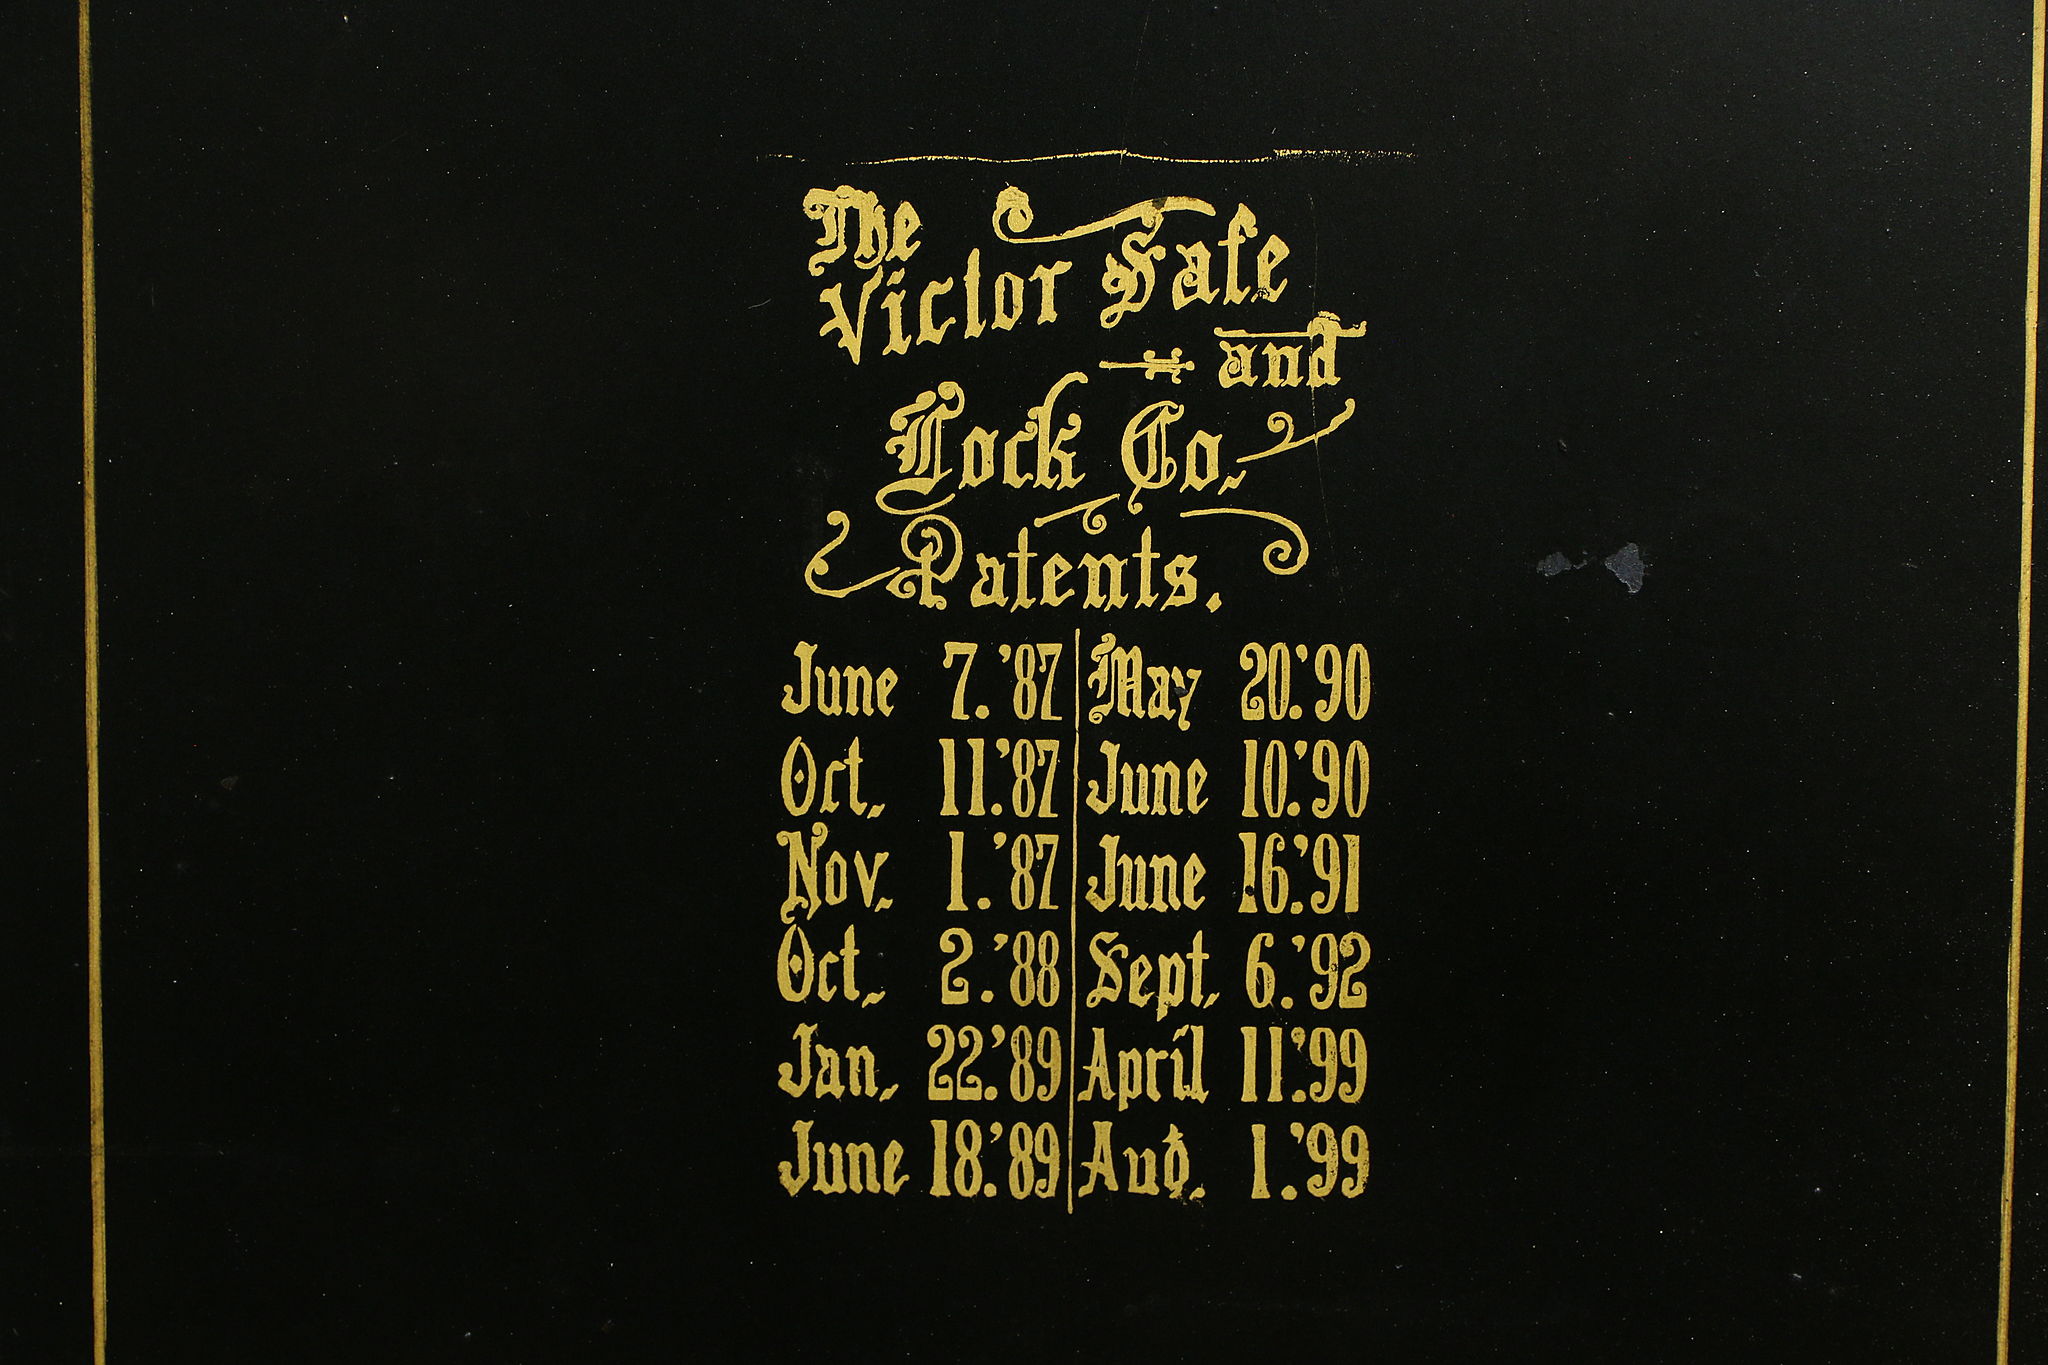 The
Victor Safe
and
Lock Co.
Patents.
June 7. '87 May 20. '90
Oct. 11. '87 June 10. '90
Nov. 1. '87 June 16. '91
Oct. 2. '88 Sept. 6. '92
Jan. 22. '89 April 11. '99
June 18. '89 Aug. 1. '99